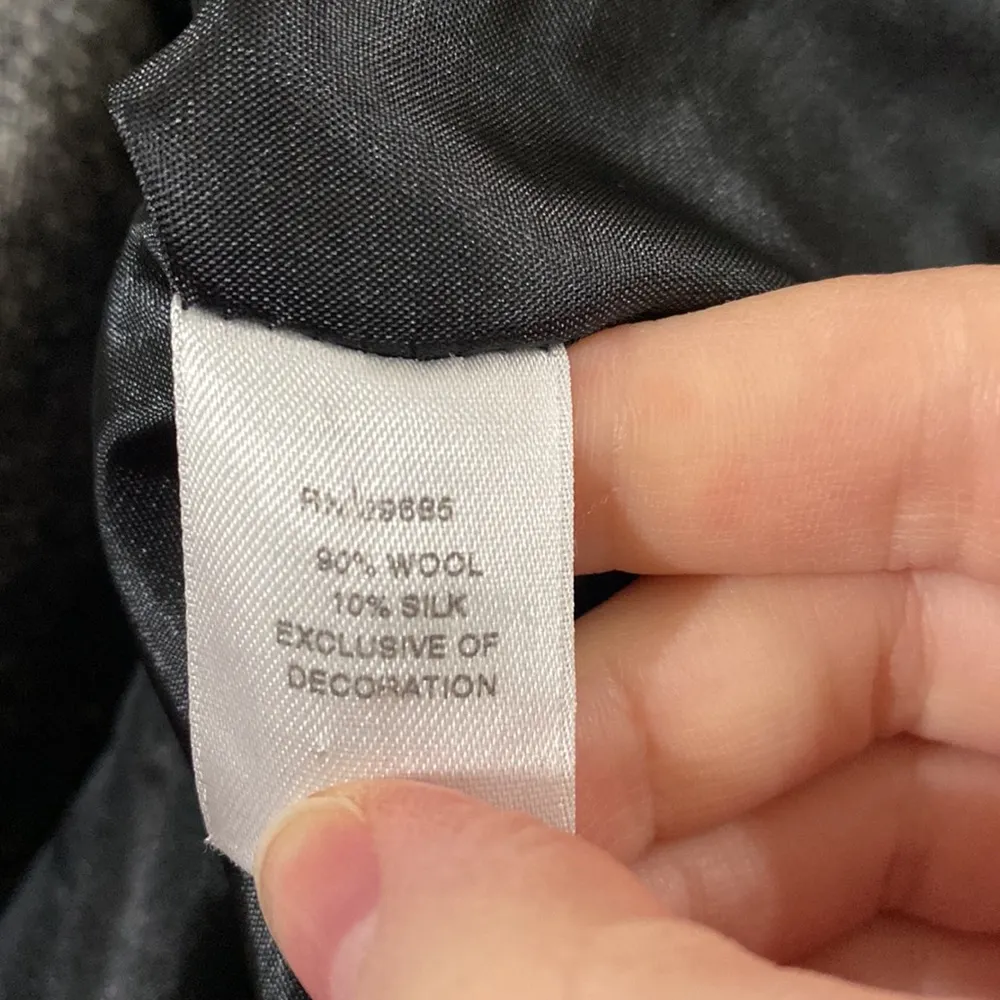 90% WOOL
10% SILK
EXCLUSIVE OF
DECORATION